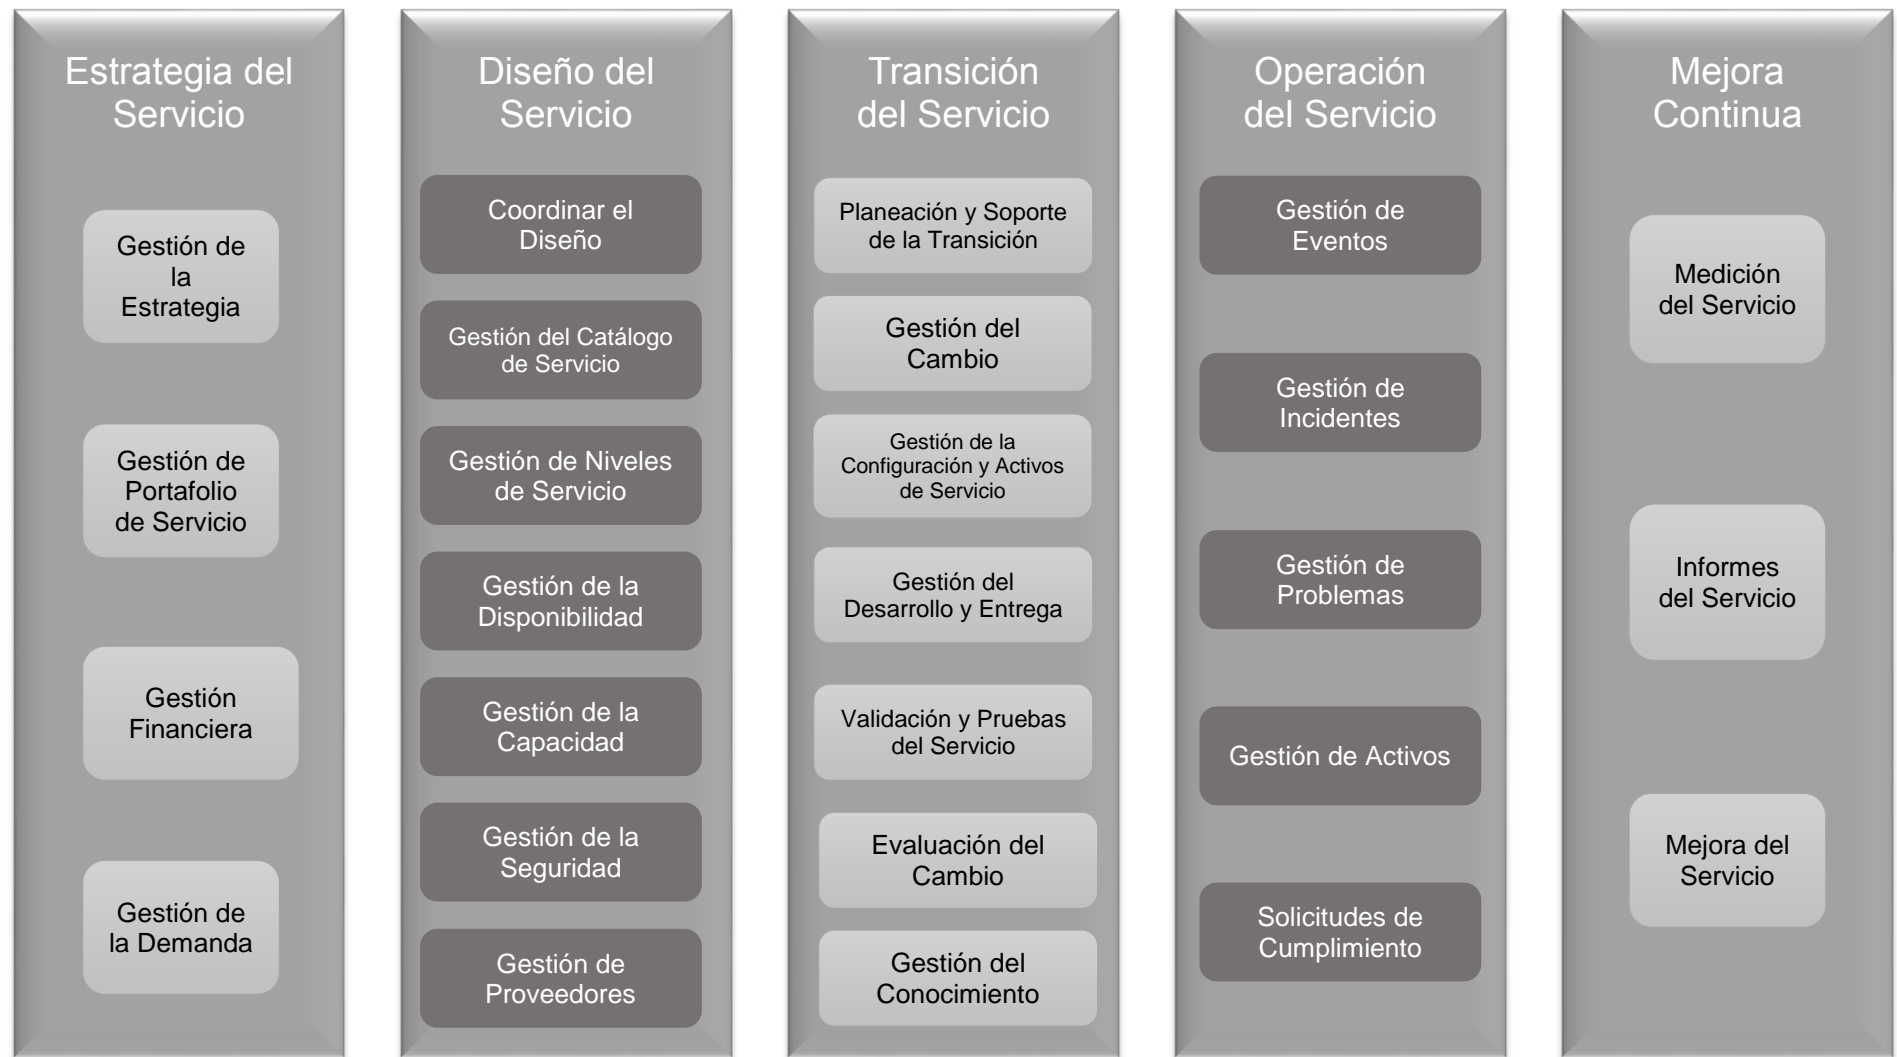 Estrategia del
Servicio
Gestión de
la
Estrategia
Gestión de
Portafolio
de Servicio
Gestión
Financiera
Gestión de
la Demanda
Diseño del
Servicio
Coordinar el
Diseño
Gestión del Catálogo
de Servicio
Gestión de Niveles
de Servicio
Gestión de la
Disponibilidad
Gestión de la
Capacidad
Gestión de la
Seguridad
Gestión de
Proveedores
Transición
del Servicio
Planeación y Soporte
de la Transición
Gestión del
Cambio
Gestión de la
Configuración y Activos
de Servicio
Gestión del
Desarrollo y Entrega
Validación y Pruebas
del Servicio
Evaluación del
Cambio
Gestión del
Conocimiento
Operación
del Servicio
Gestión de
Eventos
Gestión de
Incidentes
Gestión de
Problemas
Gestión de Activos
Solicitudes de
Cumplimiento
Mejora
Continua
Medición
del Servicio
Informes
del Servicio
Mejora del
Servicio